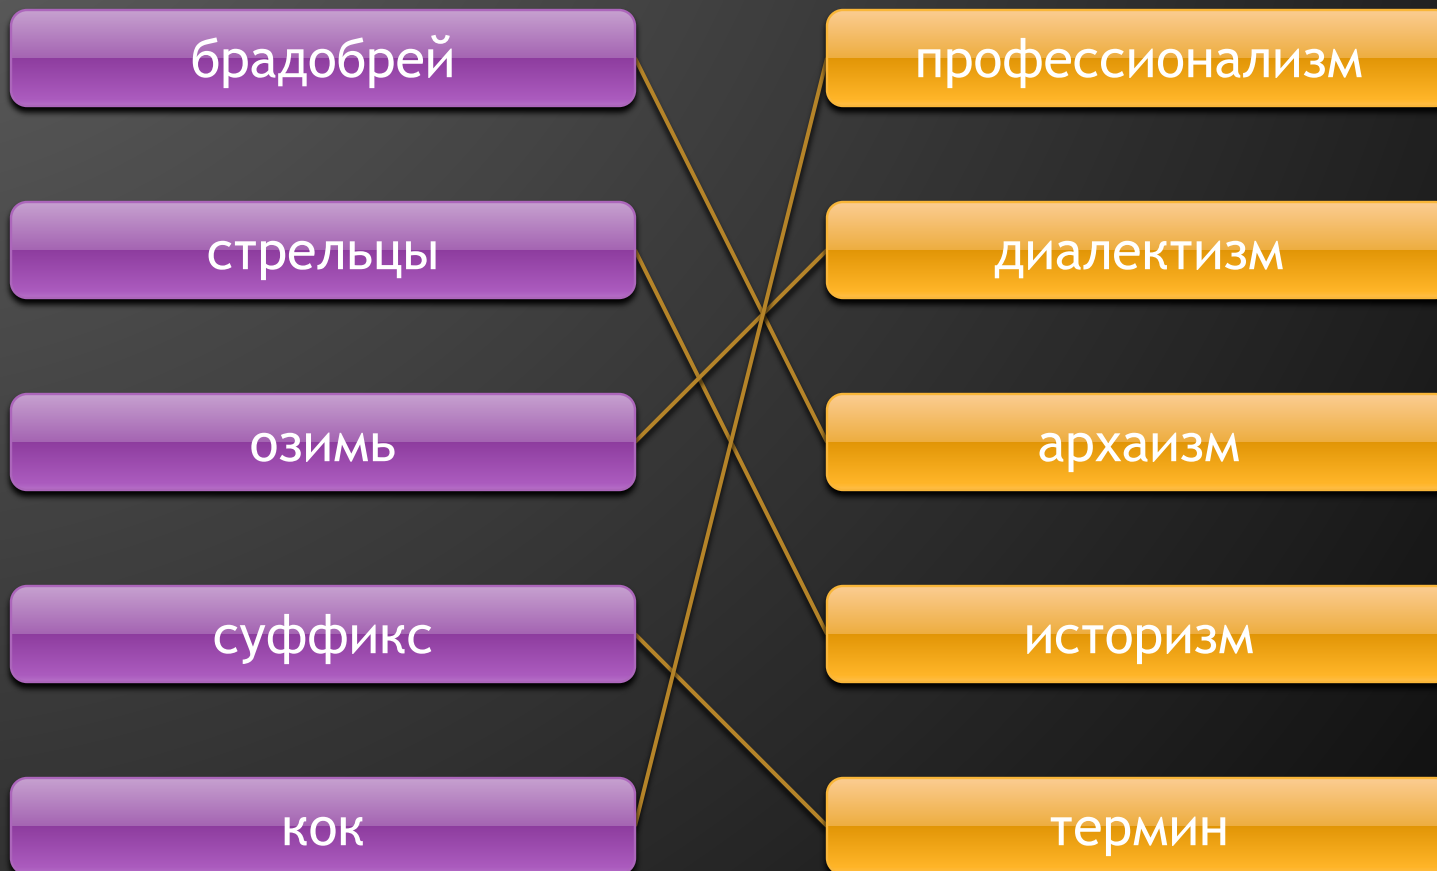 брадобрей
профессионализм
стрельцы
диалектизм
озимь
архаизм
суффикс
историзм
кок
термин